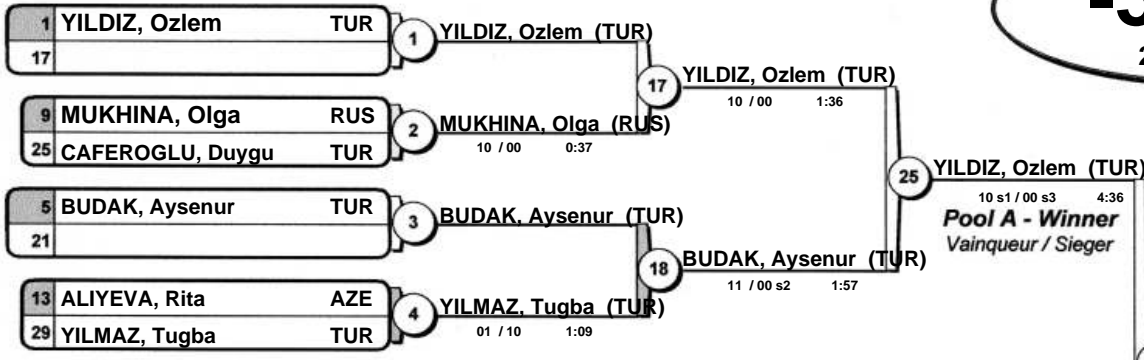 1 YILDIZ, Ozlem TUR
17
9 MUKHINA, Olga RUS
25 CAFEROGLU, Duygu TUR
5 BUDAK, Aysenur TUR
21
13 ALIYEVA, Rita AZE
29 YILMAZ, Tugba TUR
1 YILDIZ, Ozlem (TUR)
2 MUKHINA, Olga (RUS)
10 / 00 0:37
3 BUDAK, Aysenur (TUR)
4 YILMAZ, Tugba (TUR)
01 / 10 1:09
17 YILDIZ, Ozlem (TUR)
10 / 00 1:36
18 BUDAK, Aysenur (TUR)
11 / 00 s2 1:57
25 YILDIZ, Ozlem (TUR)
10 s1 / 00 s3 4:36
Pool A - Winner
Vainqueur / Sieger